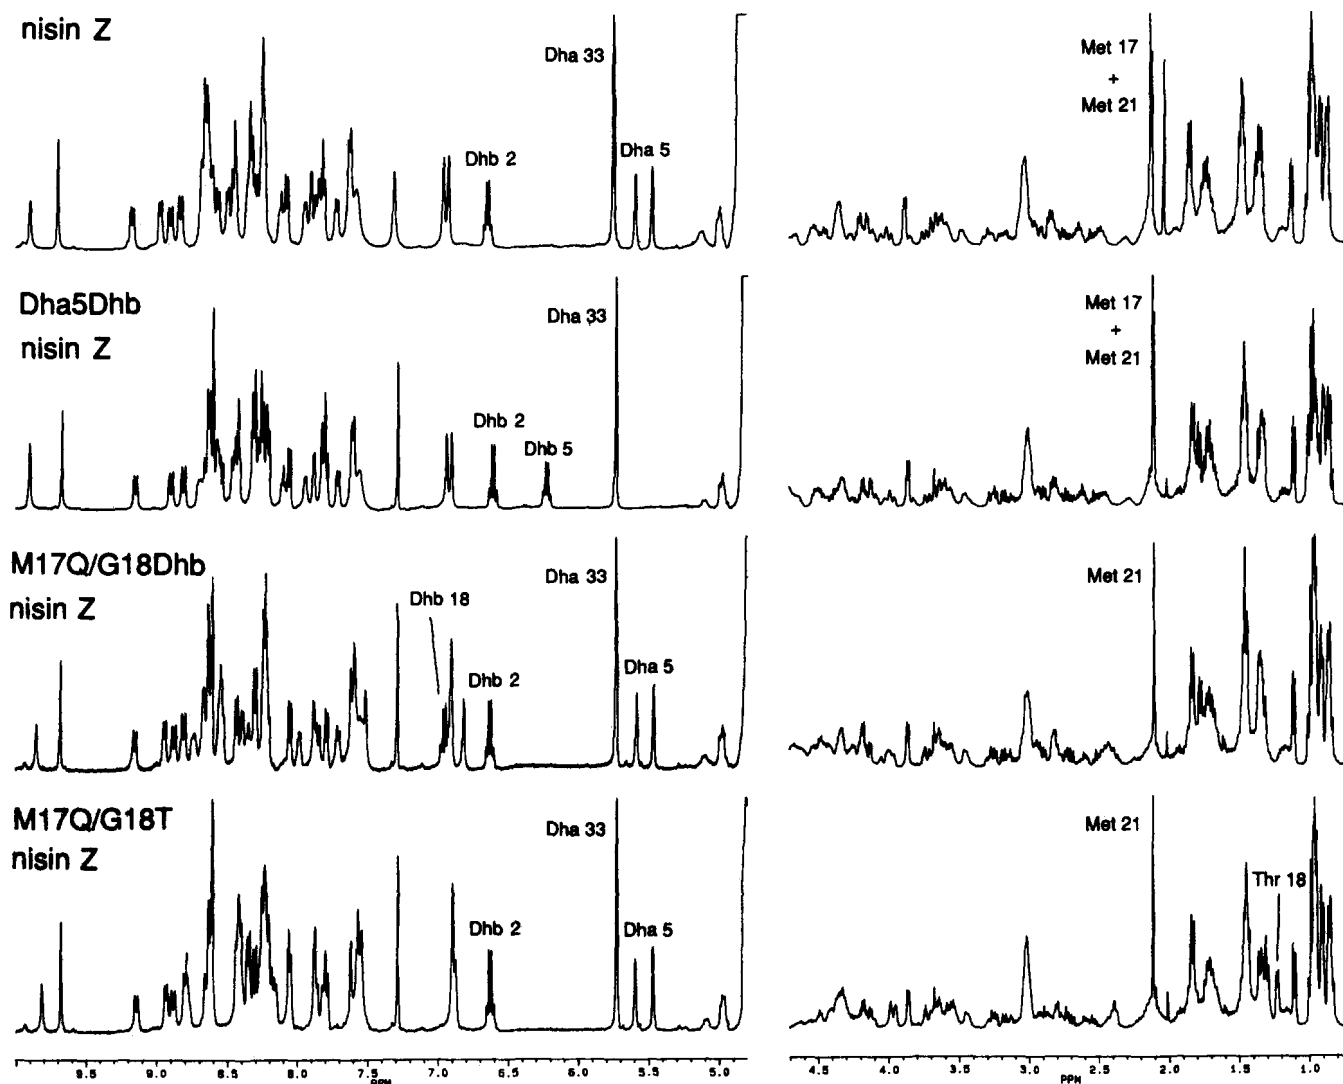 nisin Z
Dha 33
Dhb 2
Dha 5
Met 17
+
Met 21
Dha5Dhb
nisin Z
Dha 33
Dhb 2
Dhb 5
Met 17
+
Met 21
M17Q/G18Dhb
nisin Z
Dha 33
Dhb 18
Dhb 2
Dha 5
Met 21
M17Q/G18T
nisin Z
Dha 33
Dhb 2
Dha 5
Met 21
Thr 18
9.5 9.0 8.5 8.0 7.5 7.0 6.5 6.0 5.5 5.0
PPM
4.5 4.0 3.5 3.0 2.5 2.0 1.5 1.0
PPM